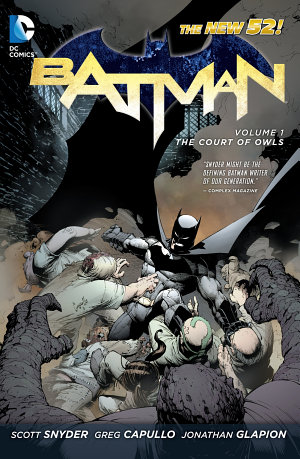 DC COMICS™
THE NEW 52!
BATMAN
VOLUME 1
THE COURT OF OWLS
"SNYDER MIGHT BE THE
DEFINING BATMAN WRITER
OF OUR GENERATION."
— COMPLEX MAGAZINE
SCOTT SNYDER GREG CAPULLO JONATHAN GLAPION